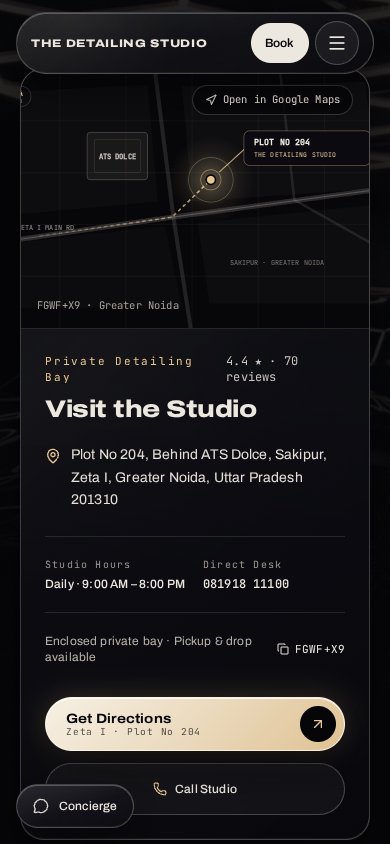 THE DETAILING STUDIO
Book
Open in Google Maps
PLOT NO 204
THE DETAILING STUDIO
ATS DOLCE
ETA I MAIN RD
SAKIPUR · GREATER NOIDA
FGWF+X9 · Greater Noida
Private Detailing
Bay
4.4 ★ · 70
reviews
Visit the Studio
Plot No 204, Behind ATS Dolce, Sakipur,
Zeta I, Greater Noida, Uttar Pradesh
201310
Studio Hours
Direct Desk
Daily · 9:00 AM – 8:00 PM
081918 11100
Enclosed private bay · Pickup & drop
available
FGWF+X9
Get Directions
Zeta I · Plot No 204
Call Studio
Concierge